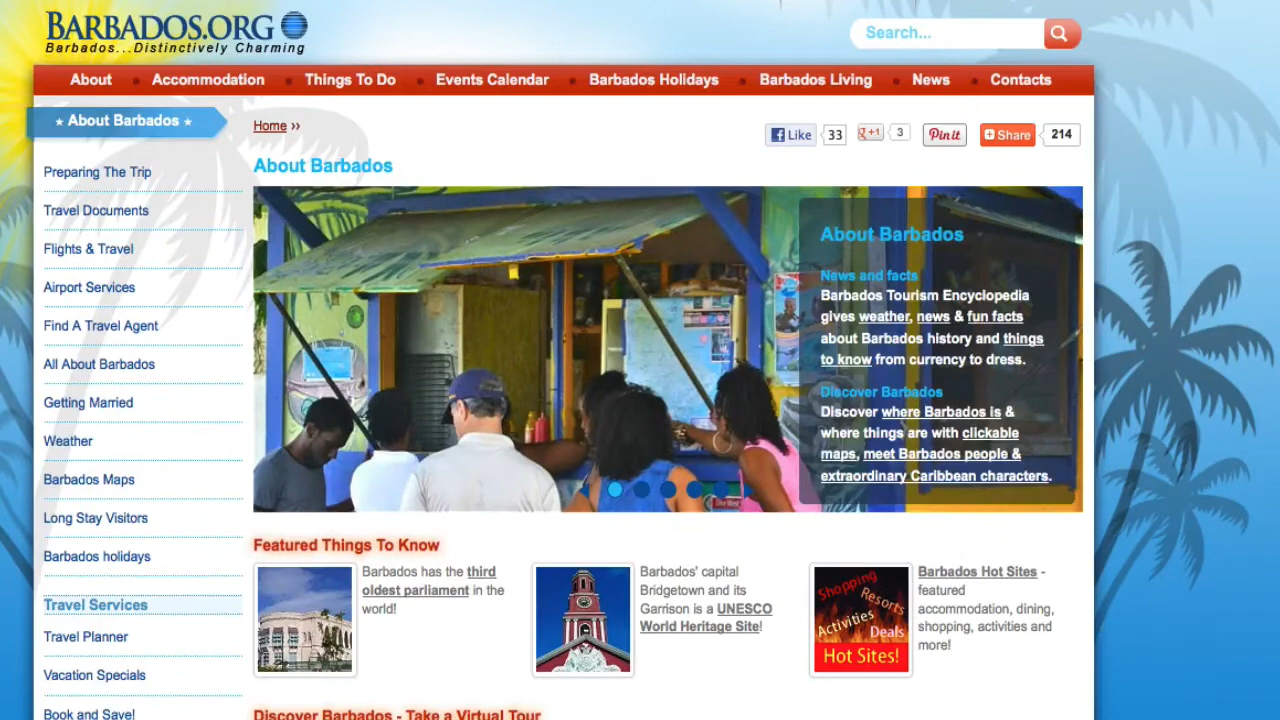 BARBADOS.ORG
Barbados...Distinctively Charming
Search...
About
Accommodation
Things To Do
Events Calendar
Barbados Holidays
Barbados Living
News
Contacts
★ About Barbados ★
Preparing The Trip
Travel Documents
Flights & Travel
Airport Services
Find A Travel Agent
All About Barbados
Getting Married
Weather
Barbados Maps
Long Stay Visitors
Barbados holidays
Travel Services
Travel Planner
Vacation Specials
Book and Save!
Home ››
Like 33
g +1 3
Pin it
Share 214
About Barbados
About Barbados
News and facts
Barbados Tourism Encyclopedia
gives weather, news & fun facts
about Barbados history and things
to know from currency to dress.
Discover Barbados
Discover where Barbados is &
where things are with clickable
maps, meet Barbados people &
extraordinary Caribbean characters.
Featured Things To Know
Barbados has the third
oldest parliament in the
world!
Barbados' capital
Bridgetown and its
Garrison is a UNESCO
World Heritage Site!
Shopping
Resorts
Activities
Deals
Hot Sites!
Barbados Hot Sites -
featured
accommodation, dining,
shopping, activities and
more!
Discover Barbados - Take a Virtual Tour